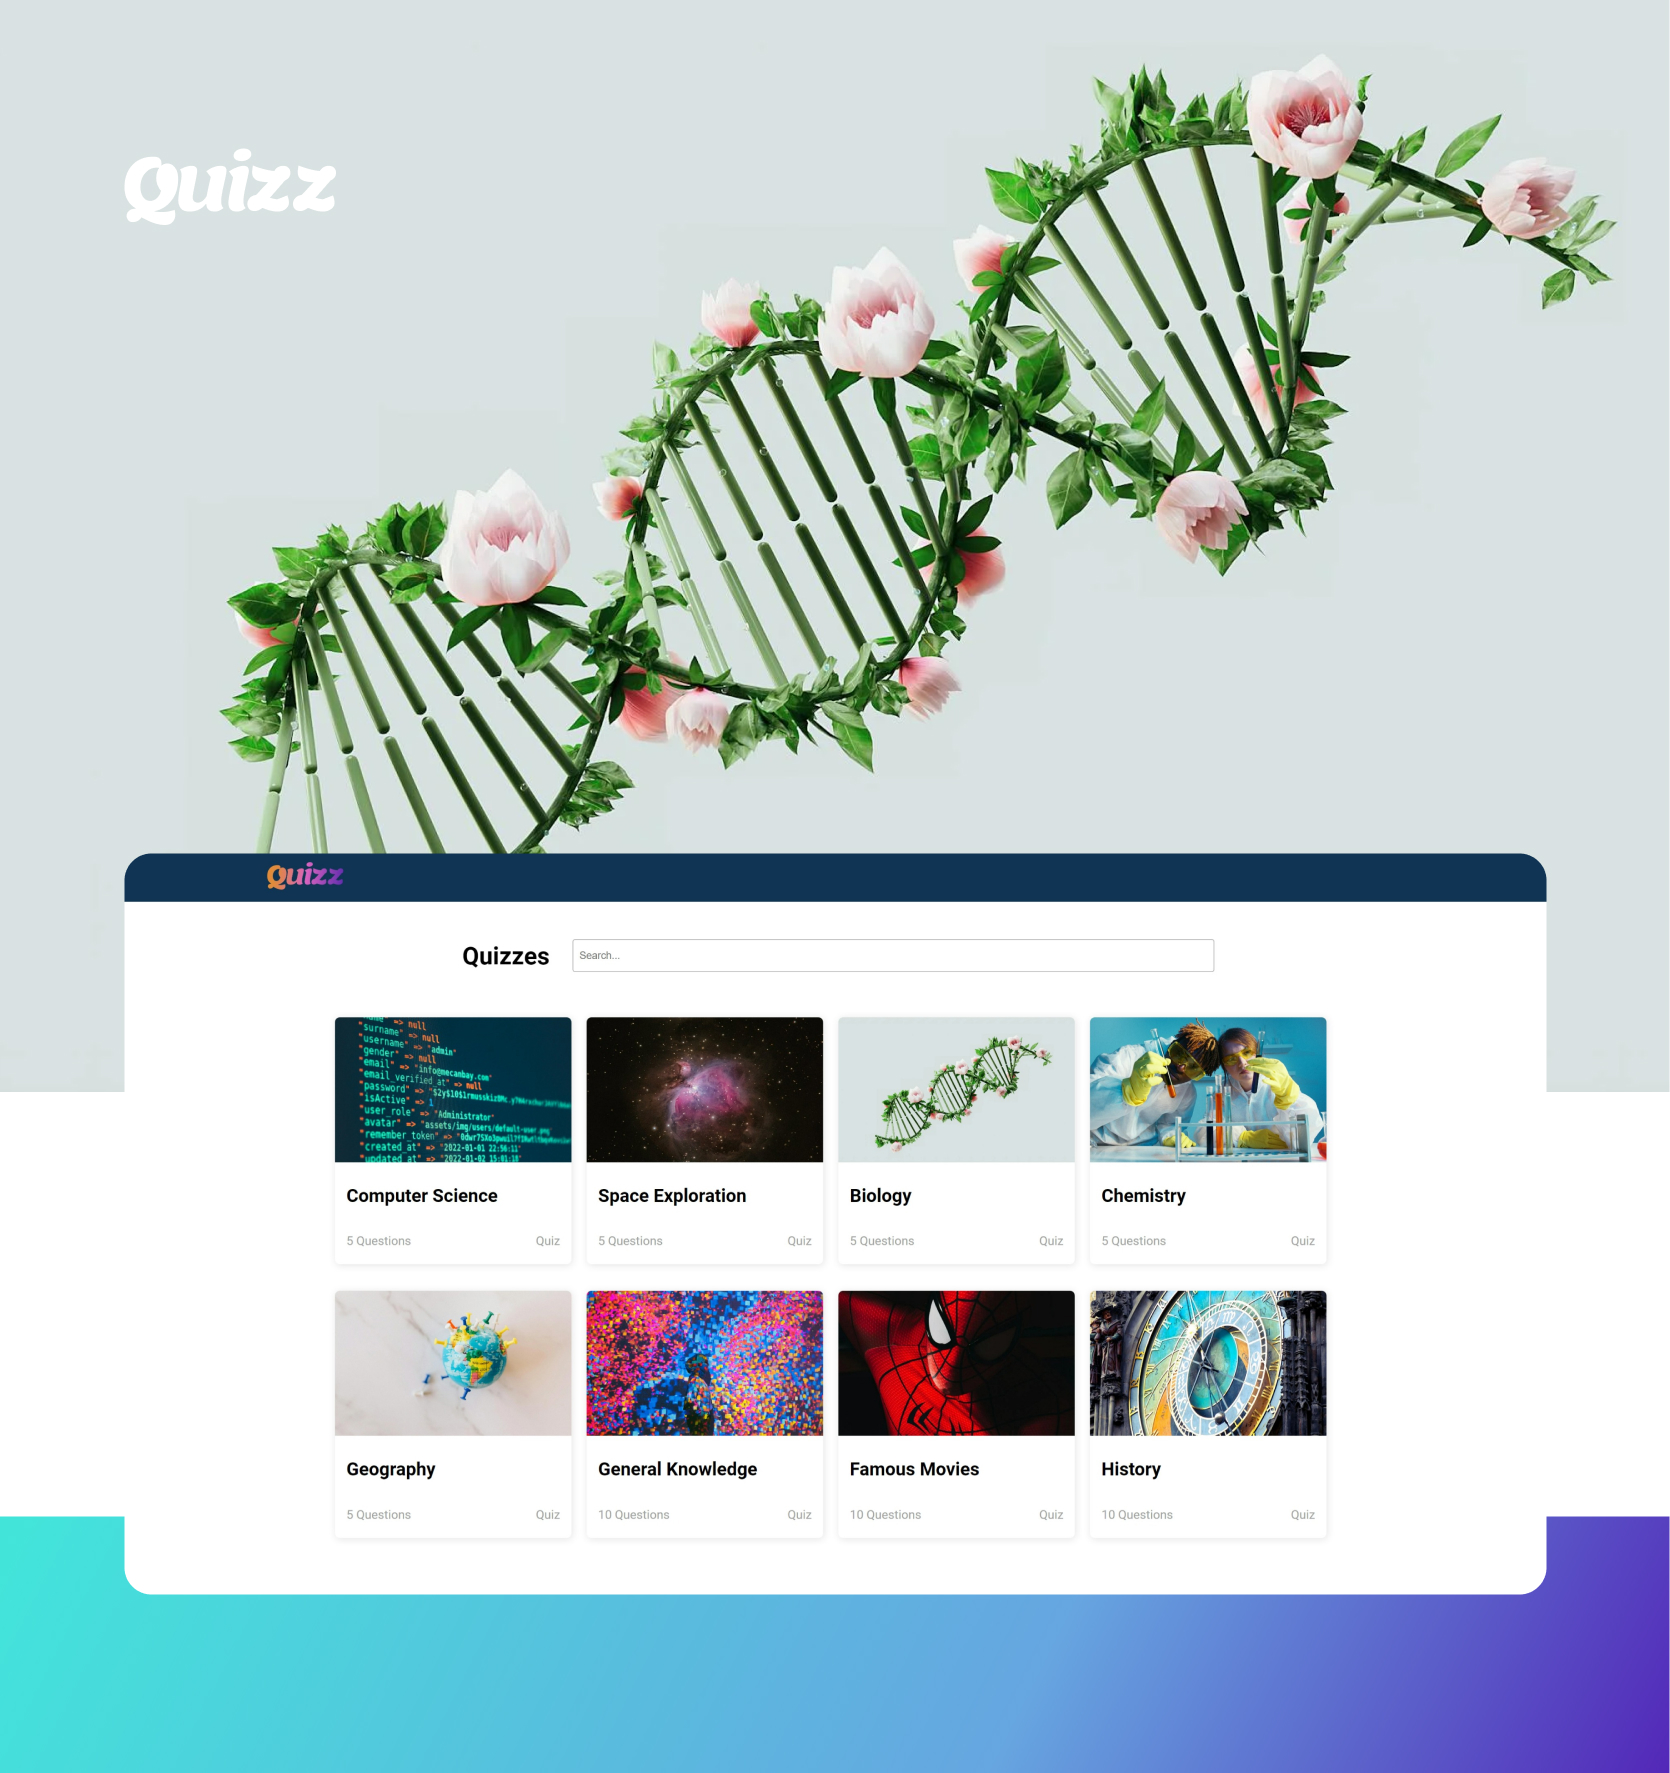 Quizz
Quizz
Quizzes
Search...
"surname" => null
"username" => null
"gender" => "admin"
"email" => null
"email_verified_at" => "info@mecanbay.com"
"password" => null
"isActive" => 1
"user_role" => "Administrator"
"avatar" => "assets/img/users/default-user.png"
"remember_token" =>
"created_at" => "2022-01-01 22:56:11"
"updated_at" => "2022-01-02 15:01:18"
Computer Science
5 Questions Quiz
Space Exploration
5 Questions Quiz
Biology
5 Questions Quiz
Chemistry
5 Questions Quiz
Geography
5 Questions Quiz
General Knowledge
10 Questions Quiz
Famous Movies
10 Questions Quiz
History
10 Questions Quiz